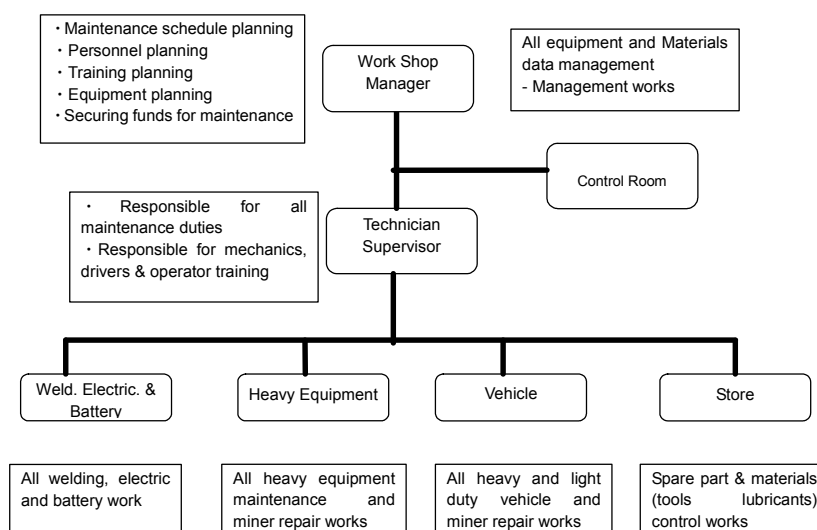 ・Maintenance schedule planning
・Personnel planning
・Training planning
・Equipment planning
・Securing funds for maintenance
Work Shop
Manager
All equipment and Materials
data management
- Management works
Control Room
・ Responsible for all
maintenance duties
・Responsible for mechanics,
drivers & operator training
Technician
Supervisor
Weld. Electric. &
Battery
Heavy Equipment
Vehicle
Store
All welding, electric
and battery work
All heavy equipment
maintenance and
miner repair works
All heavy and light
duty vehicle and
miner repair works
Spare part & materials
(tools lubricants)
control works